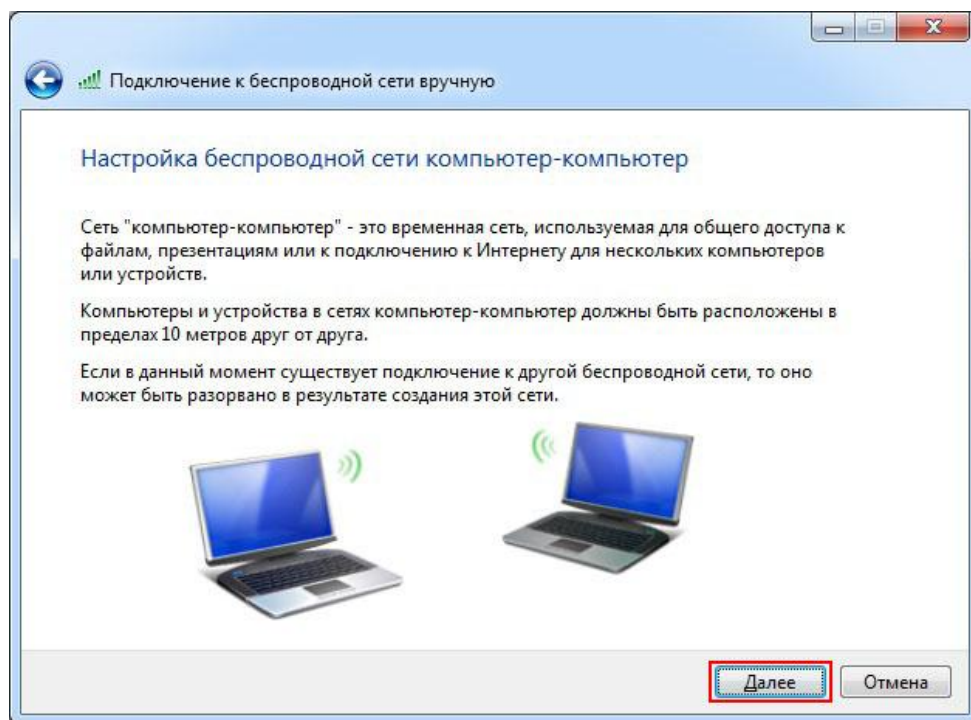 Подключение к беспроводной сети вручную
Настройка беспроводной сети компьютер-компьютер
Сеть "компьютер-компьютер" - это временная сеть, используемая для общего доступа к
файлам, презентациям или к подключению к Интернету для нескольких компьютеров
или устройств.
Компьютеры и устройства в сетях компьютер-компьютер должны быть расположены в
пределах 10 метров друг от друга.
Если в данный момент существует подключение к другой беспроводной сети, то оно
может быть разорвано в результате создания этой сети.
Далее Отмена